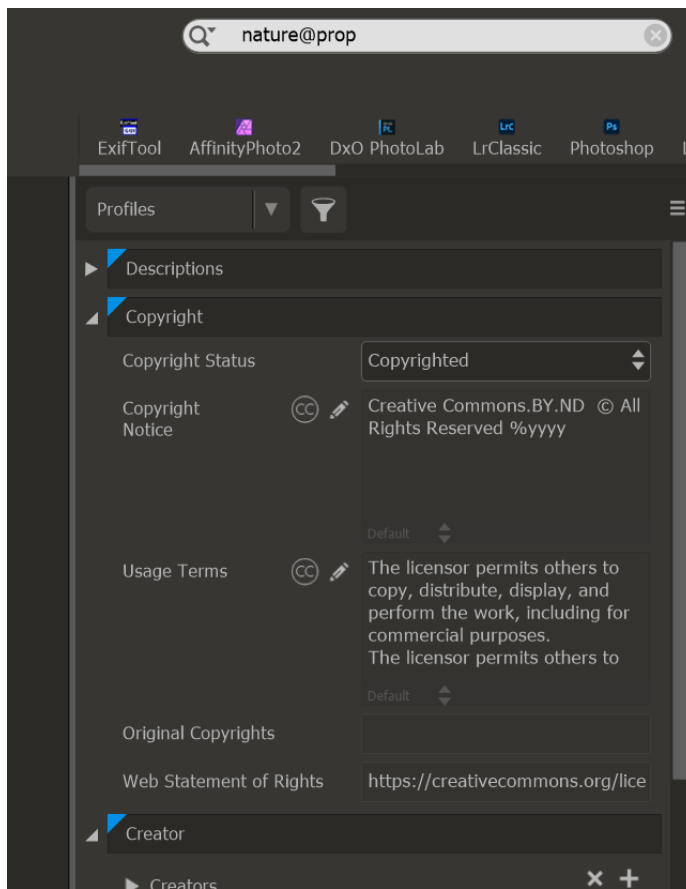 nature@prop
ExifTool AffinityPhoto2 DxO PhotoLab LrClassic Photoshop
Profiles
Descriptions
Copyright
Copyright Status Copyrighted
Copyright Notice CC Creative Commons.BY.ND © All
Rights Reserved %yyyy
Default
Usage Terms CC The licensor permits others to
copy, distribute, display, and
perform the work, including for
commercial purposes.
The licensor permits others to
Default
Original Copyrights
Web Statement of Rights https://creativecommons.org/lice
Creator
Creators